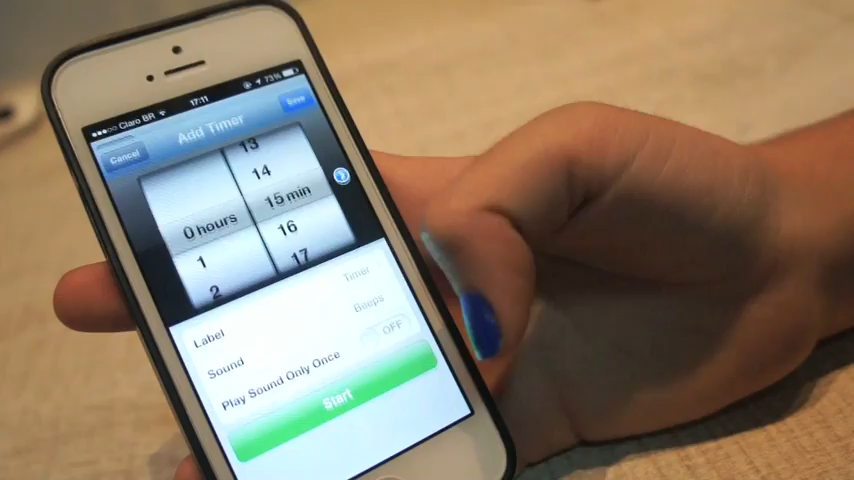 Claro BR 17:11 73%
Cancel Add Timer Save
13
14
0 hours 15 min
1 16
2 17
Label Timer
Sound Beeps
Play Sound Only Once OFF
Start